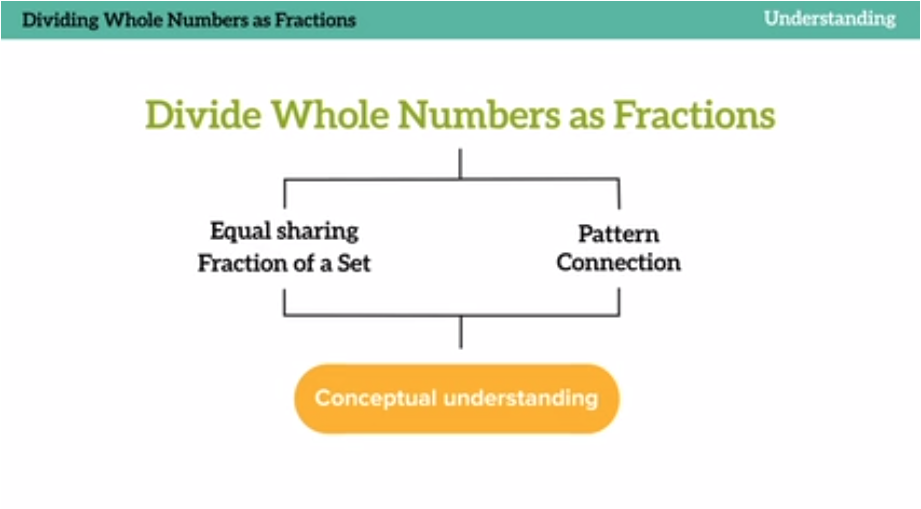 Dividing Whole Numbers as Fractions
Understanding
Divide Whole Numbers as Fractions
Equal sharing
Fraction of a Set
Pattern
Connection
Conceptual understanding